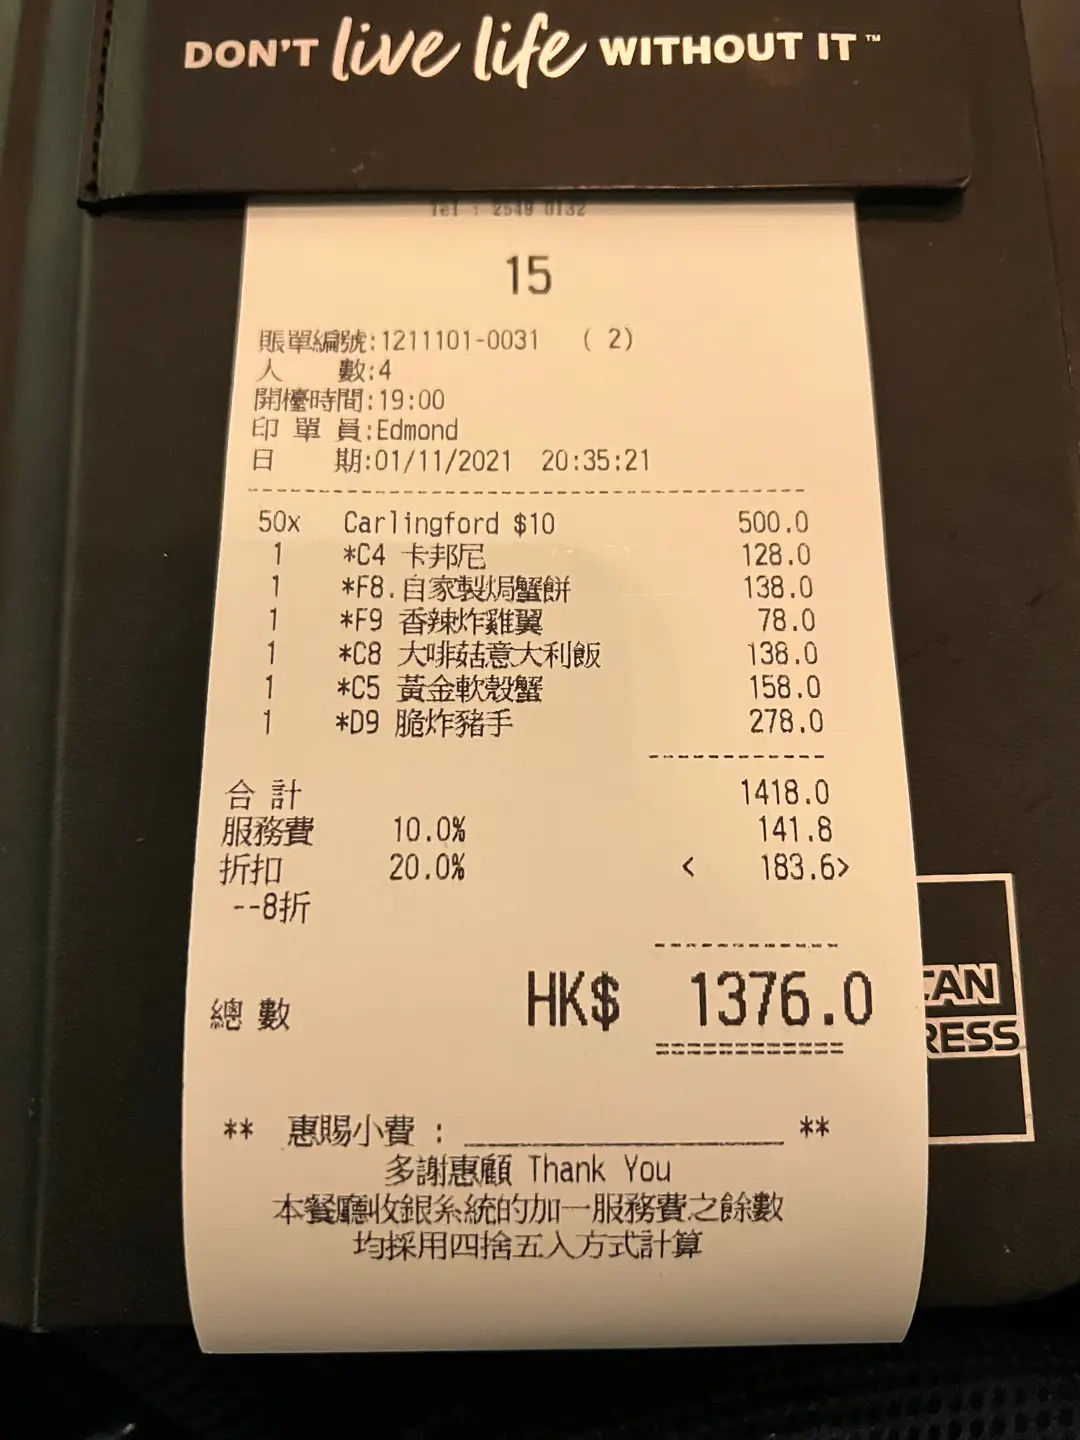 DON'T live life WITHOUT IT™
Tel : 2549 0132
15
賬單編號:1211101-0031 ( 2)
人 數:4
開檯時間:19:00
印 單 員:Edmond
日 期:01/11/2021 20:35:21
50x Carlingford $10 500.0
1 *C4 卡邦尼 128.0
1 *F8.自家製焗蟹餅 138.0
1 *F9 香辣炸雞翼 78.0
1 *C8 大啡菇意大利飯 138.0
1 *C5 黃金軟殼蟹 158.0
1 *D9 脆炸豬手 278.0
合 計 1418.0
服務費 10.0% 141.8
折扣 20.0% < 183.6>
--8折
總 數 HK$ 1376.0
CAN
RESS
** 惠賜小費 : ____________ **
多謝惠顧 Thank You
本餐廳收銀系統的加一服務費之餘數
均採用四捨五入方式計算